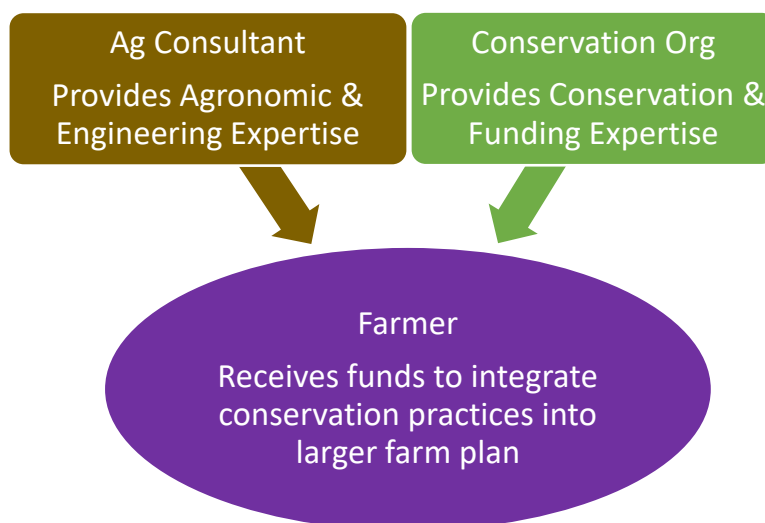 Ag Consultant
Provides Agronomic &
Engineering Expertise
Conservation Org
Provides Conservation &
Funding Expertise
Farmer
Receives funds to integrate
conservation practices into
larger farm plan